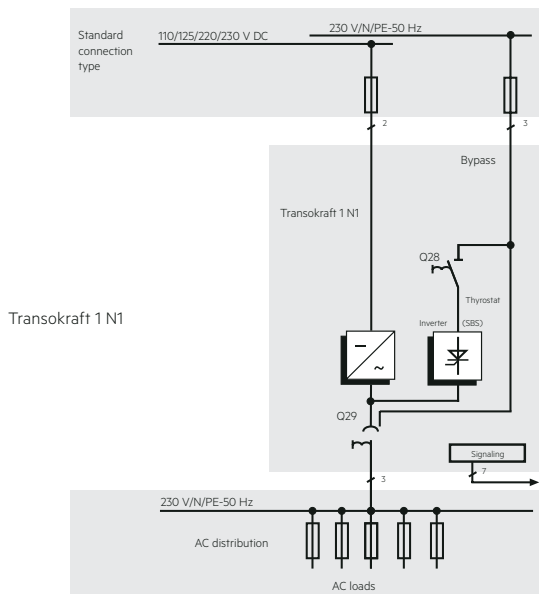 Standard
connection
type
110/125/220/230 V DC
230 V/N/PE-50 Hz
2
3
Bypass
Transokraft 1 N1
Q28
Thyrostat
Inverter
(SBS)
Transokraft 1 N1
Q29
Signaling
7
3
230 V/N/PE-50 Hz
AC distribution
AC loads